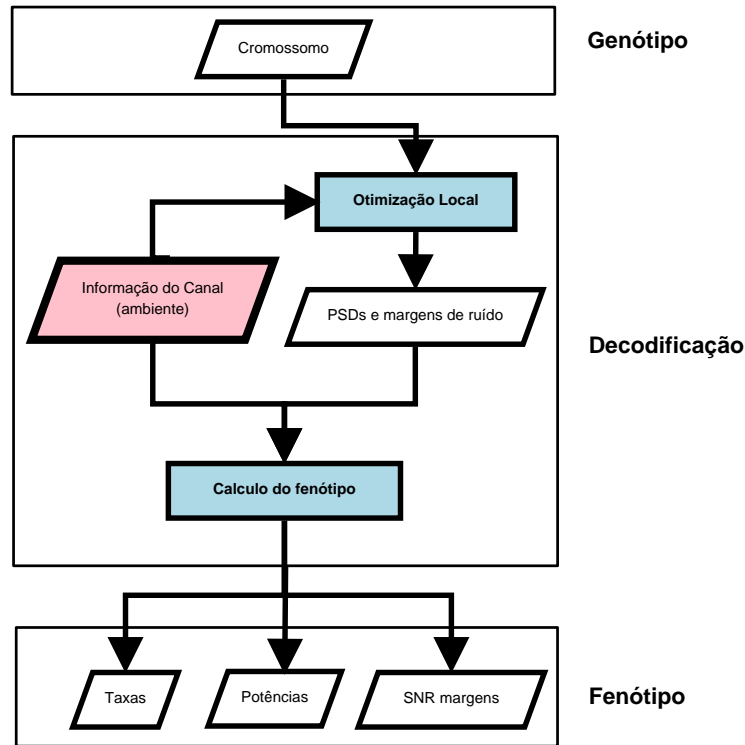 Cromossomo
Genótipo
Otimização Local
Informação do Canal
(ambiente)
PSDs e margens de ruído
Decodificação
Calculo do fenótipo
Taxas
Potências
SNR margens
Fenótipo